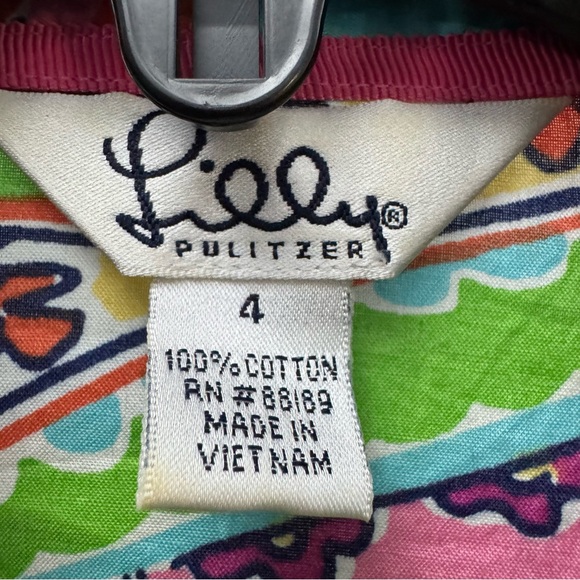 Lilly®
PULITZER
4
100% COTTON
RN #88189
MADE IN
VIETNAM